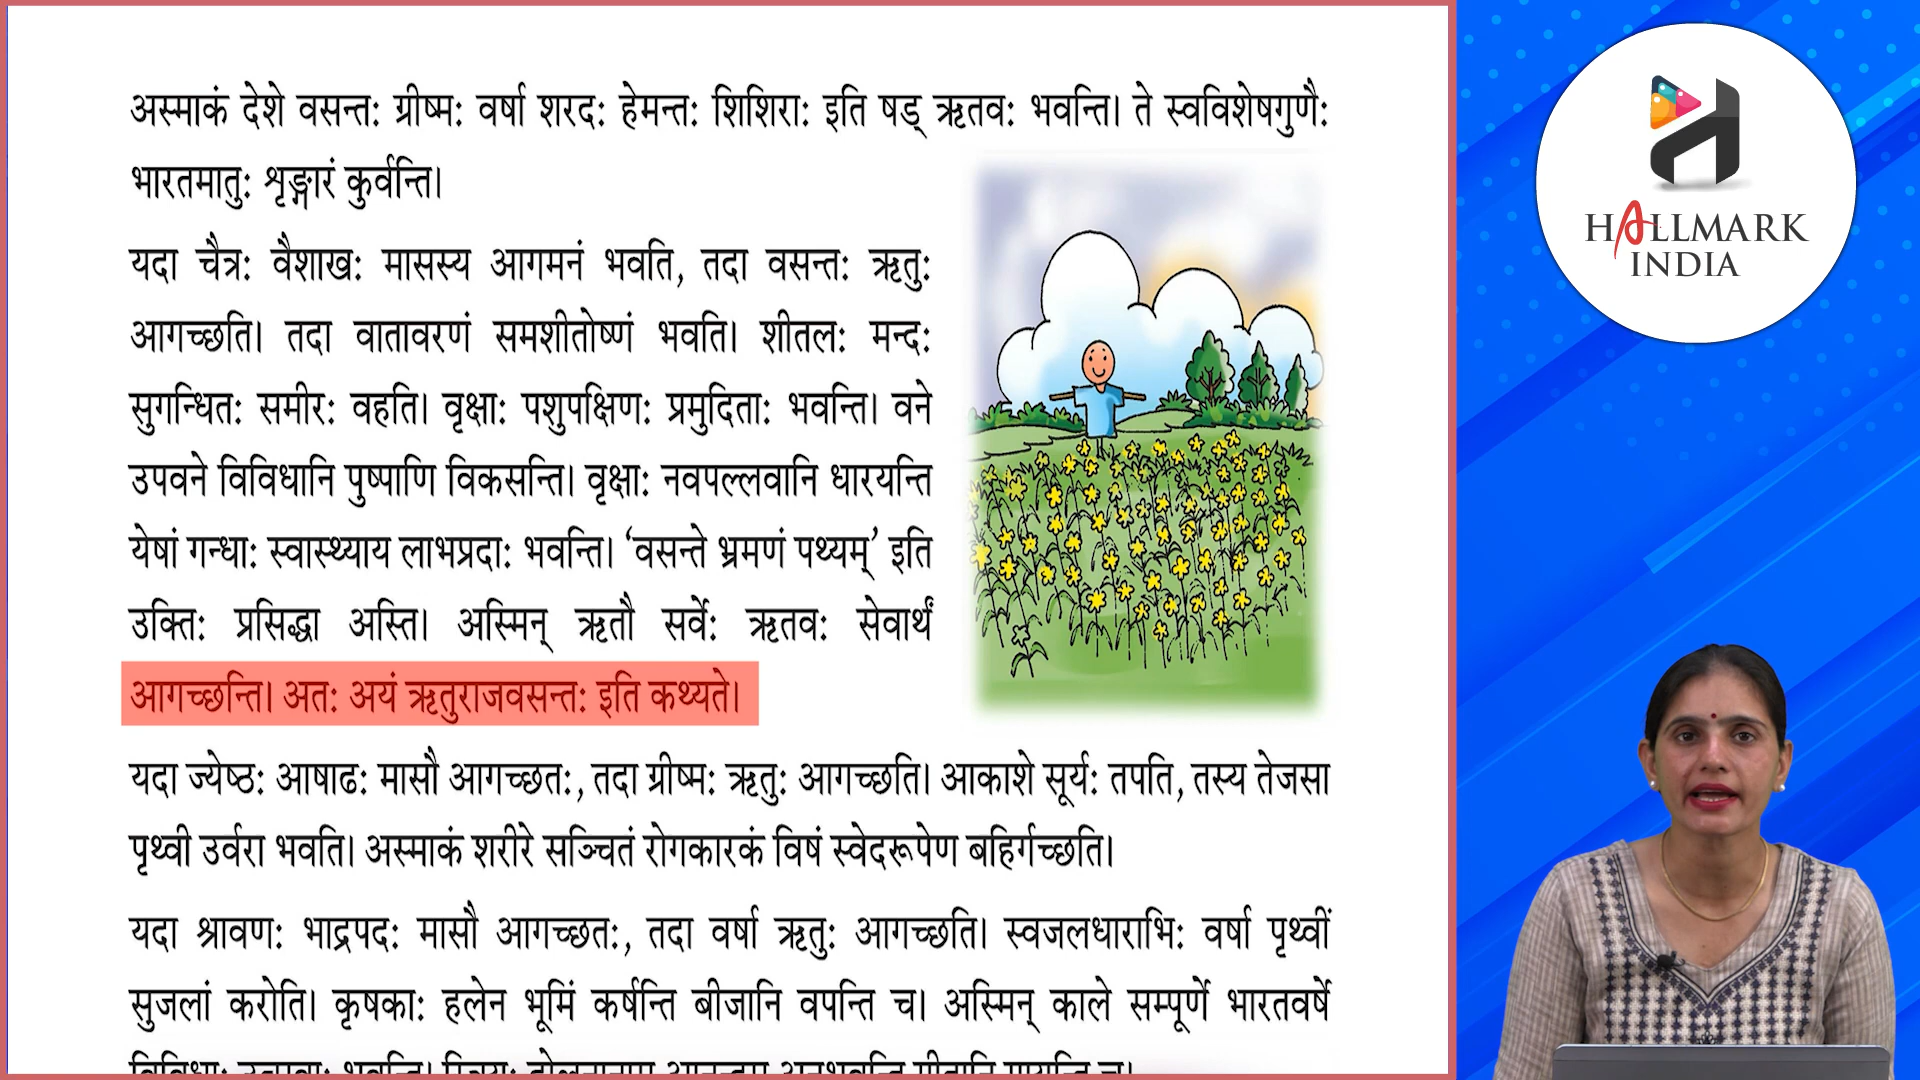 अस्माकं देशे वसन्तः ग्रीष्मः वर्षा शरदः हेमन्तः शिशिराः इति षड् ऋतवः भवन्ति। ते स्वविशेषगुणैः
भारतमातुः शृङ्गारं कुर्वन्ति।
यदा चैत्रः वैशाखः मासस्य आगमनं भवति, तदा वसन्तः ऋतुः
आगच्छति। तदा वातावरणं समशीतोष्णं भवति। शीतलः मन्दः
सुगन्धितः समीरः वहति। वृक्षाः पशुपक्षिणः प्रमुदिताः भवन्ति। वने
उपवने विविधानि पुष्पाणि विकसन्ति। वृक्षाः नवपल्लवानि धारयन्ति
येषां गन्धाः स्वास्थ्याय लाभप्रदाः भवन्ति। ‘वसन्ते भ्रमणं पथ्यम्’ इति
उक्तिः प्रसिद्धा अस्ति। अस्मिन् ऋतौ सर्वेः ऋतवः सेवार्थं
आगच्छन्ति। अतः अयं ऋतुराजवसन्तः इति कथ्यते।
यदा ज्येष्ठः आषाढः मासौ आगच्छतः, तदा ग्रीष्मः ऋतुः आगच्छति। आकाशे सूर्यः तपति, तस्य तेजसा
पृथ्वी उर्वरा भवति। अस्माकं शरीरे सञ्चितं रोगकारकं विषं स्वेदरूपेण बहिर्गच्छति।
यदा श्रावणः भाद्रपदः मासौ आगच्छतः, तदा वर्षा ऋतुः आगच्छति। स्वजलधाराभिः वर्षा पृथ्वीं
सुजलां करोति। कृषकाः हलेन भूमिं कर्षन्ति बीजानि वपन्ति च। अस्मिन् काले सम्पूर्णे भारतवर्षे
HALLMARK
INDIA